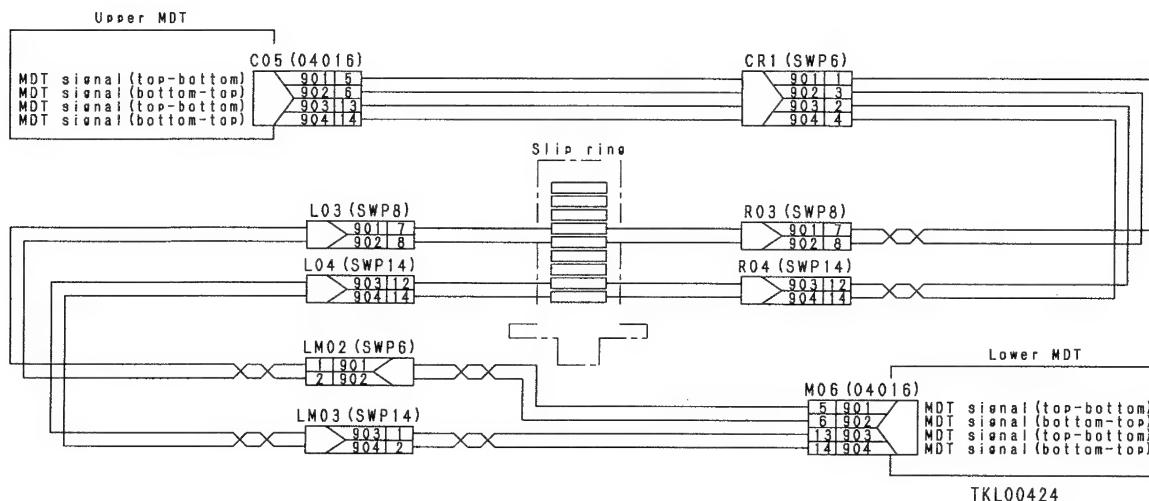 Upper MDT
C05(04016)
CR1(SWP6)
MDT signal(top-bottom) 901 5
MDT signal(bottom-top) 902 6
MDT signal(top-bottom) 903 13
MDT signal(bottom-top) 904 14
901 1
902 3
903 2
904 4
Slip ring
L03(SWP8)
901 7
902 8
R03(SWP8)
901 7
902 8
L04(SWP14)
903 12
904 14
R04(SWP14)
903 12
904 14
LM02(SWP6)
1 901
2 902
Lower MDT
M06(04016)
5 901 MDT signal(top-bottom)
6 902 MDT signal(bottom-top)
13 903 MDT signal(top-bottom)
14 904 MDT signal(bottom-top)
LM03(SWP14)
903 1
904 2
TKL00424